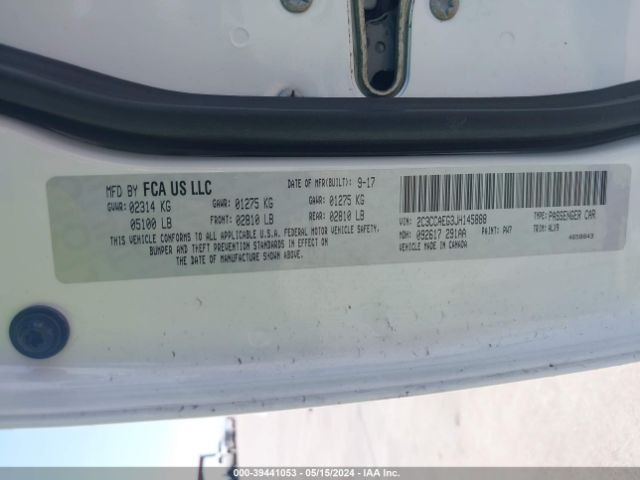 MFD BY FCA US LLC
DATE OF MFR(BUILT): 9-17
GVWR: 02314 KG GAWR: 01275 KG GAWR: 01275 KG
05100 LB FRONT: 02810 LB REAR: 02810 LB
THIS VEHICLE CONFORMS TO ALL APPLICABLE U.S.A. FEDERAL MOTOR VEHICLE SAFETY,
BUMPER AND THEFT PREVENTION STANDARDS IN EFFECT ON
THE DATE OF MANUFACTURE SHOWN ABOVE.
VIN: 2C3CCAEG3JH145868 TYPE: PASSENGER CAR
MDH: 092617 291AA PAINT: PW7 TRIM: ALX9
MADE IN CANADA
000-39441053 - 05/15/2024 - IAA Inc.